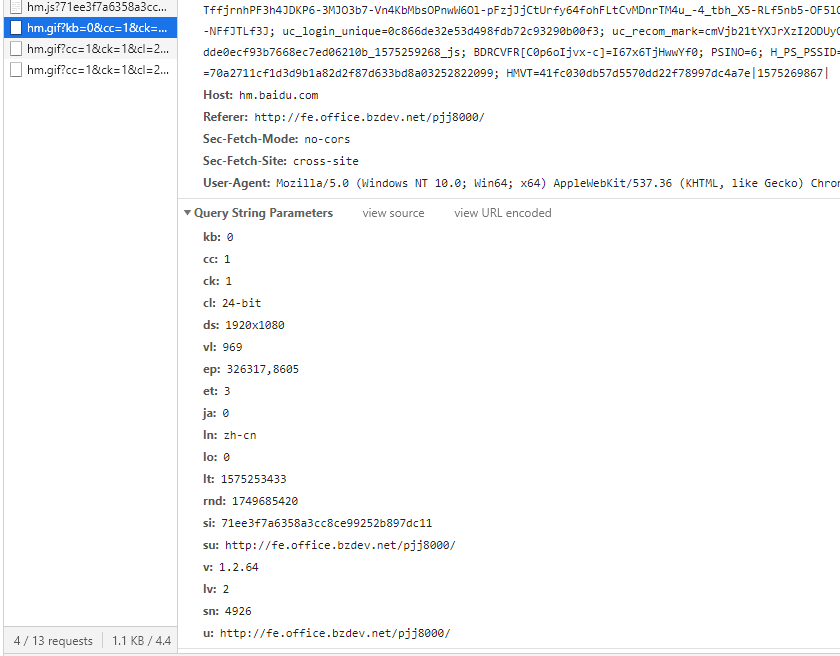 hm.js?71ee3f7a6358a3cc...
hm.gif?kb=0&cc=1&ck=...
hm.gif?cc=1&ck=1&cl=2...
hm.gif?cc=1&ck=1&cl=2...
4 / 13 requests
1.1 KB / 4.4
TffjrnhPF3h4JDKP6-3MJO3b7-Vn4KbMbsOPnwW6Ol-pFzjJjCtUrfy64fohFLtCvMDnrTM4u_-4_tbh_X5-RLf5nb5-OF51
-NFfJTLf3J; uc_login_unique=0c866de32e53d498fdb72c93290b00f3; uc_recom_mark=cmVjb21tYXJrXzI2ODUyO
dde0ecf93b7668ec7ed06210b_1575259268_js; BDRCVFR[C0p6oIjvx-c]=I67x6TjHwwYf0; PSINO=6; H_PS_PSSID=
=70a2711cf1d3d9b1a82d2f87d633bd8a03252822099; HMVT=41fc030db57d5570dd22f78997dc4a7e|1575269867|
Host: hm.baidu.com
Referer: http://fe.office.bzdev.net/pjj8000/
Sec-Fetch-Mode: no-cors
Sec-Fetch-Site: cross-site
User-Agent: Mozilla/5.0 (Windows NT 10.0; Win64; x64) AppleWebKit/537.36 (KHTML, like Gecko) Chro
Query String Parameters view source view URL encoded
kb: 0
cc: 1
ck: 1
cl: 24-bit
ds: 1920x1080
vl: 969
ep: 326317,8605
et: 3
ja: 0
ln: zh-cn
lo: 0
lt: 1575253433
rnd: 1749685420
si: 71ee3f7a6358a3cc8ce99252b897dc11
su: http://fe.office.bzdev.net/pjj8000/
v: 1.2.64
lv: 2
sn: 4926
u: http://fe.office.bzdev.net/pjj8000/